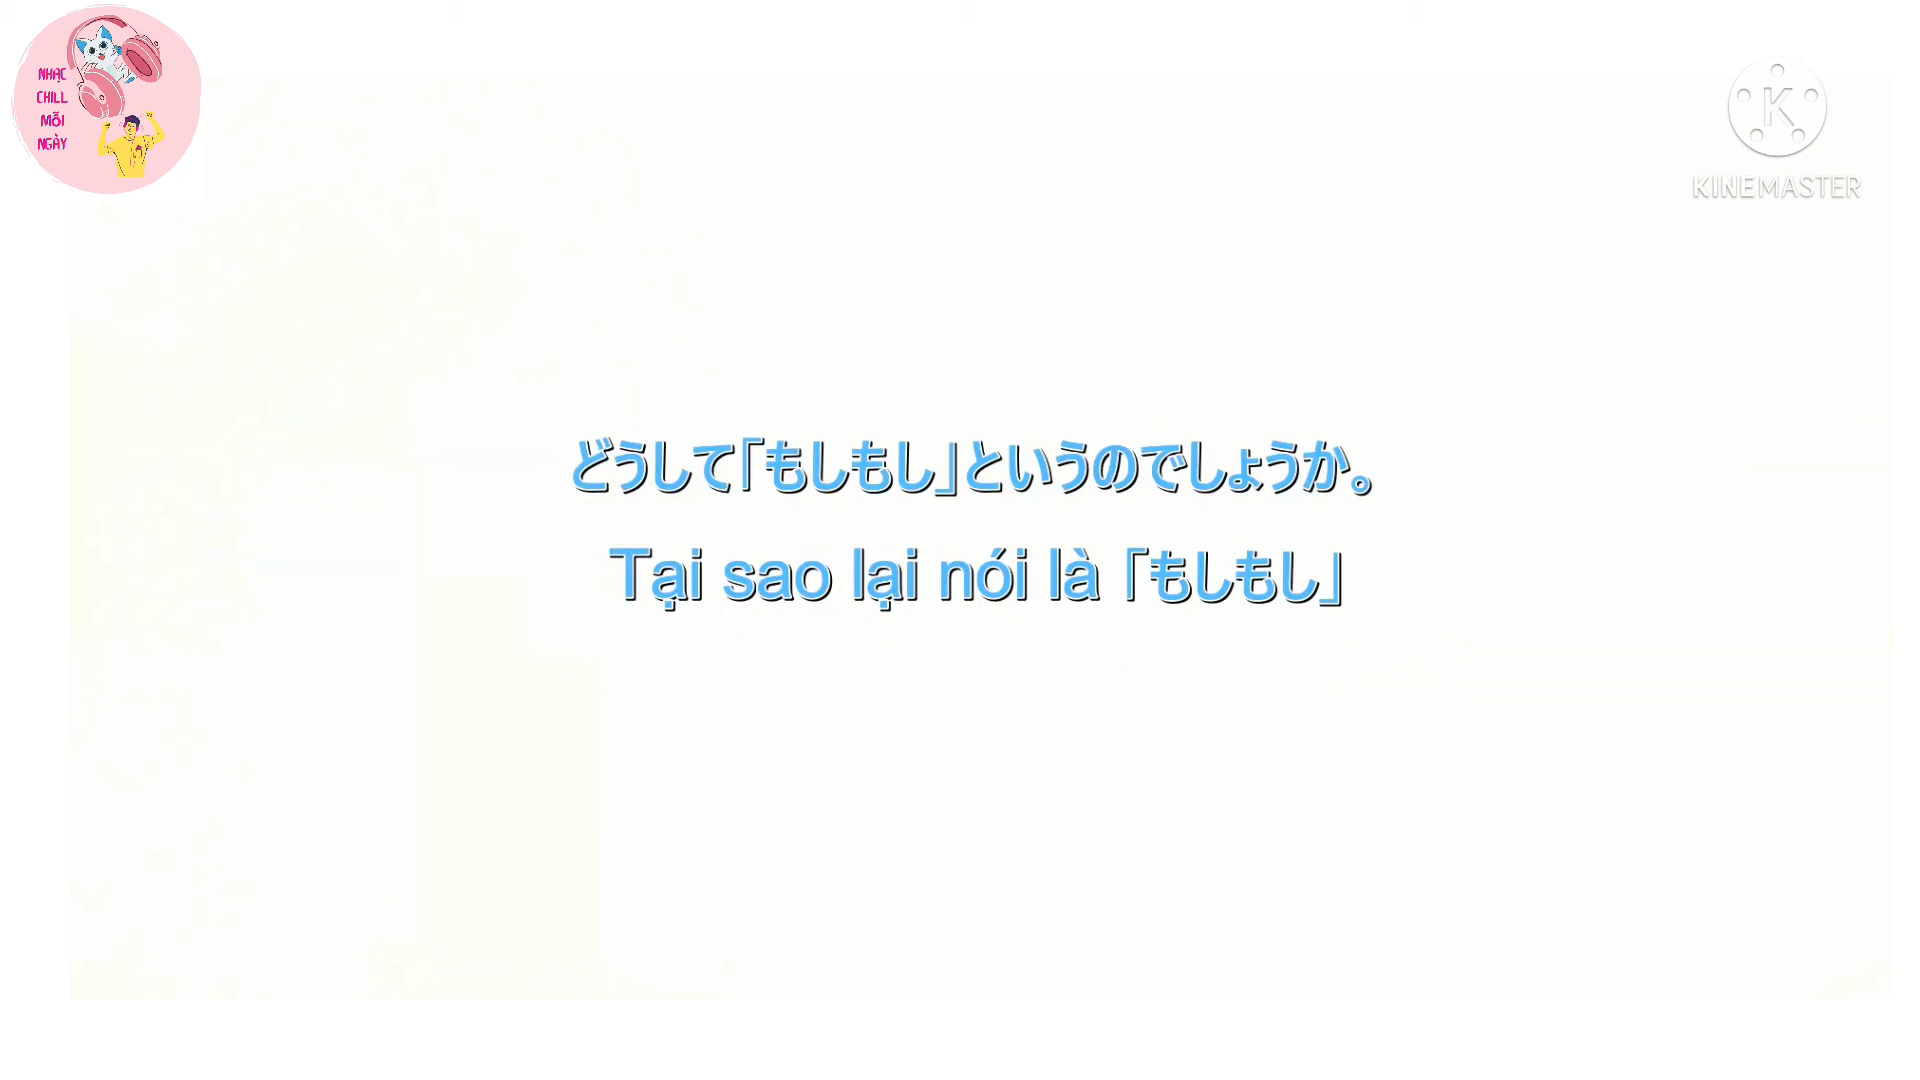 NHẠC
CHILL
MỖI
NGÀY
K
KINEMASTER
どうして「もしもし」というのでしょうか。
Tại sao lại nói là「もしもし」